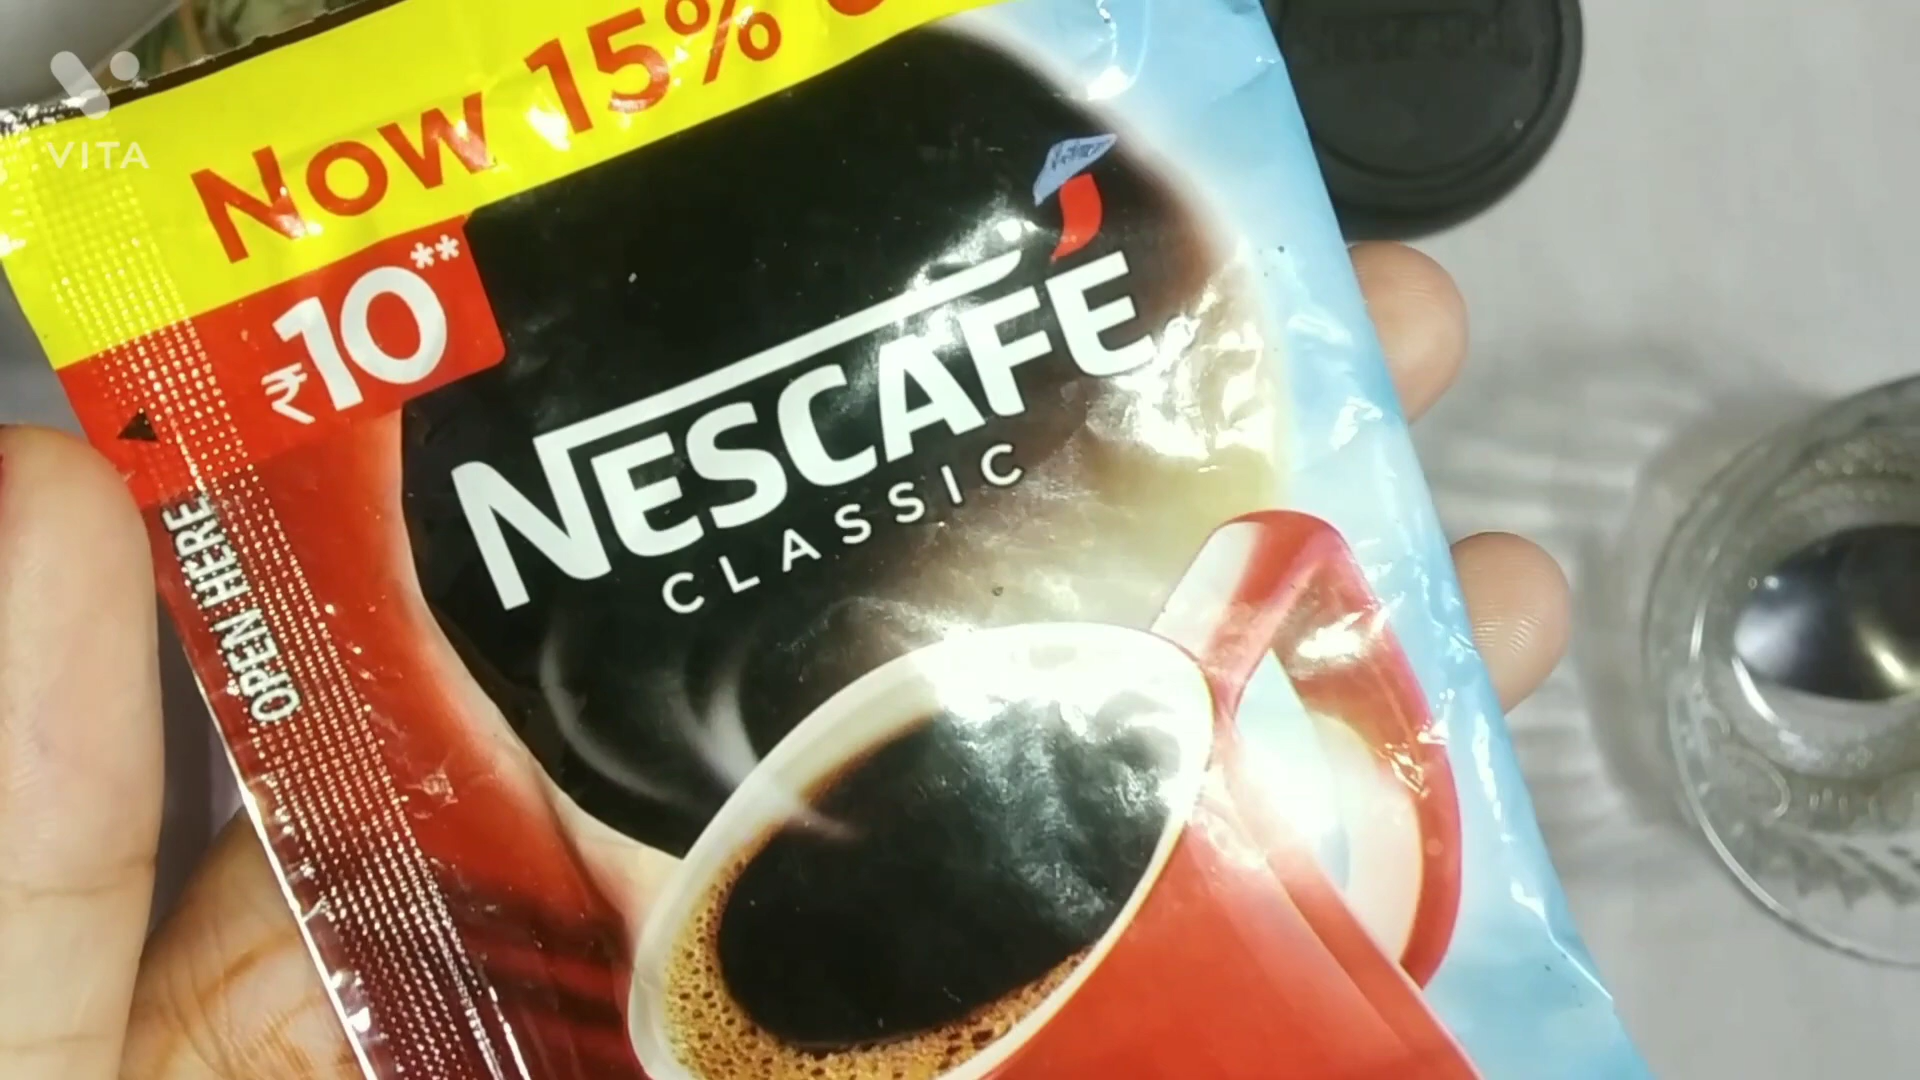 VITA
Now 15%
₹10**
NESCAFÉ
CLASSIC
OPEN HERE